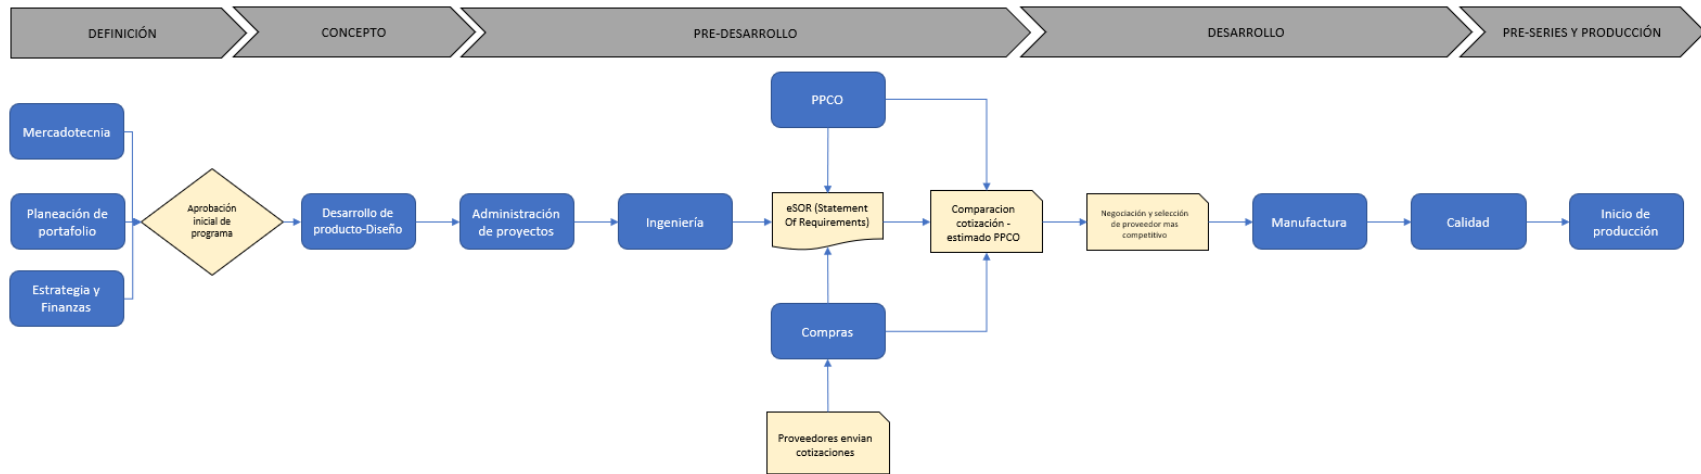 DEFINICIÓN
CONCEPTO
PRE-DESARROLLO
DESARROLLO
PRE-SERIES Y PRODUCCIÓN
Mercadotecnia
Planeación de
portafolio
Estrategia y
Finanzas
Aprobación
inicial de
programa
Desarrollo de
producto-Diseño
Administración
de proyectos
Ingeniería
PPCO
eSOR (Statement
Of Requirements)
Compras
Proveedores envian
cotizaciones
Comparacion
cotización -
estimado PPCO
Negociación y selección
de proveedor mas
competitivo
Manufactura
Calidad
Inicio de
producción